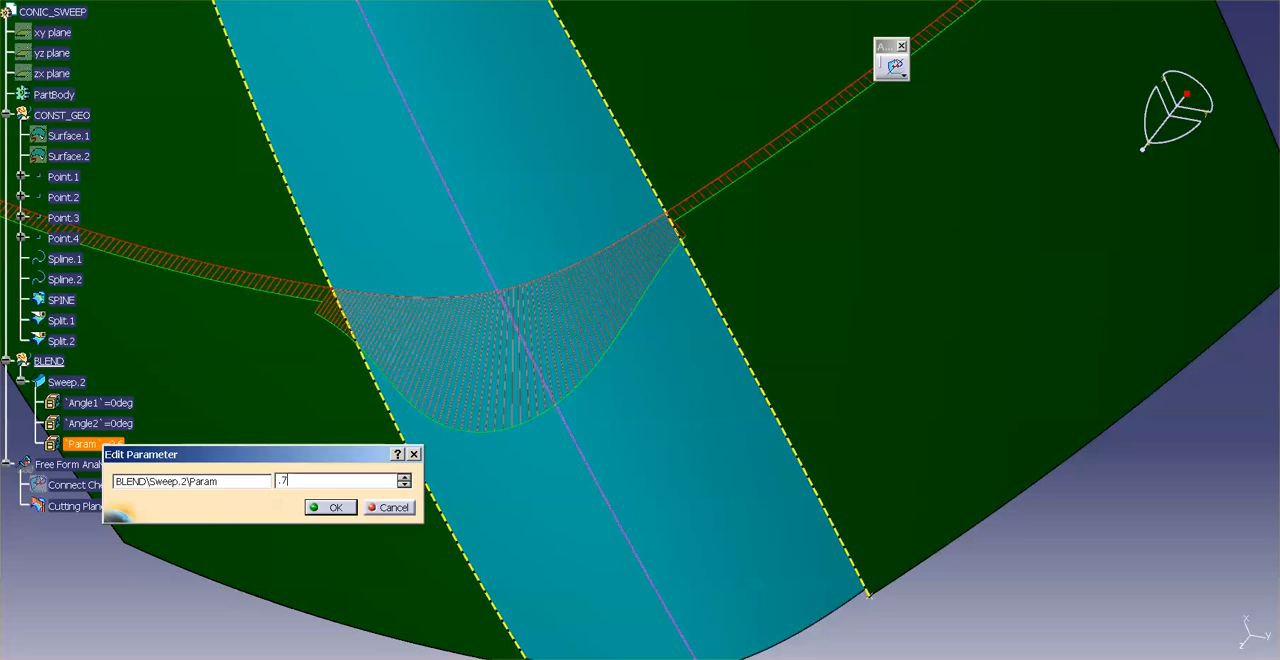 CONIC_SWEEP
xy plane
yz plane
zx plane
PartBody
CONST_GEO
Surface.1
Surface.2
Point.1
Point.2
Point.3
Point.4
Spline.1
Spline.2
SPINE
Split.1
Split.2
BLEND
Sweep.2
`Angle1`=0deg
`Angle2`=0deg
`Param`
Free Form Ana
Connect Che
Cutting Plan
Edit Parameter
? 
BLEND\Sweep.2\Param
.7
OK
Cancel
A...
x
y
z